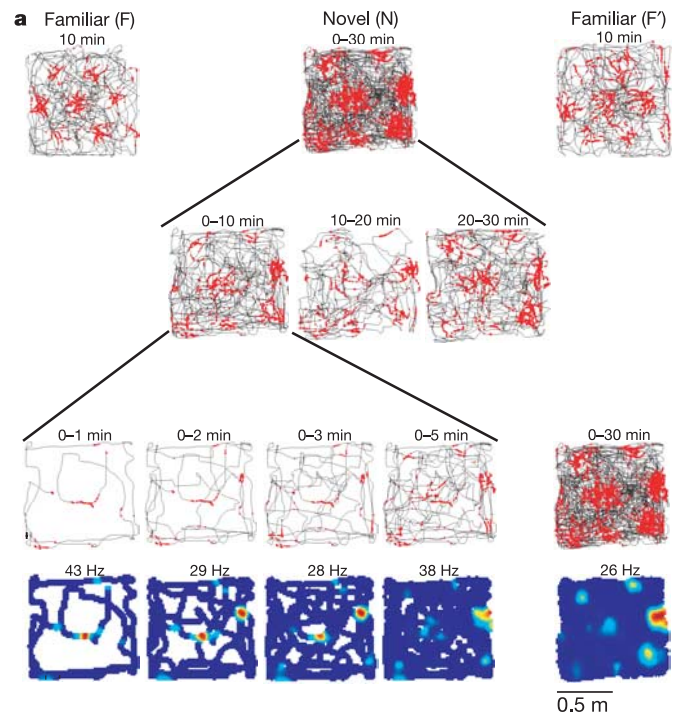 a Familiar (F) Novel (N) Familiar (F′)
10 min 0–30 min 10 min
0–10 min 10–20 min 20–30 min
0–1 min 0–2 min 0–3 min 0–5 min 0–30 min
43 Hz 29 Hz 28 Hz 38 Hz 26 Hz
0.5 m